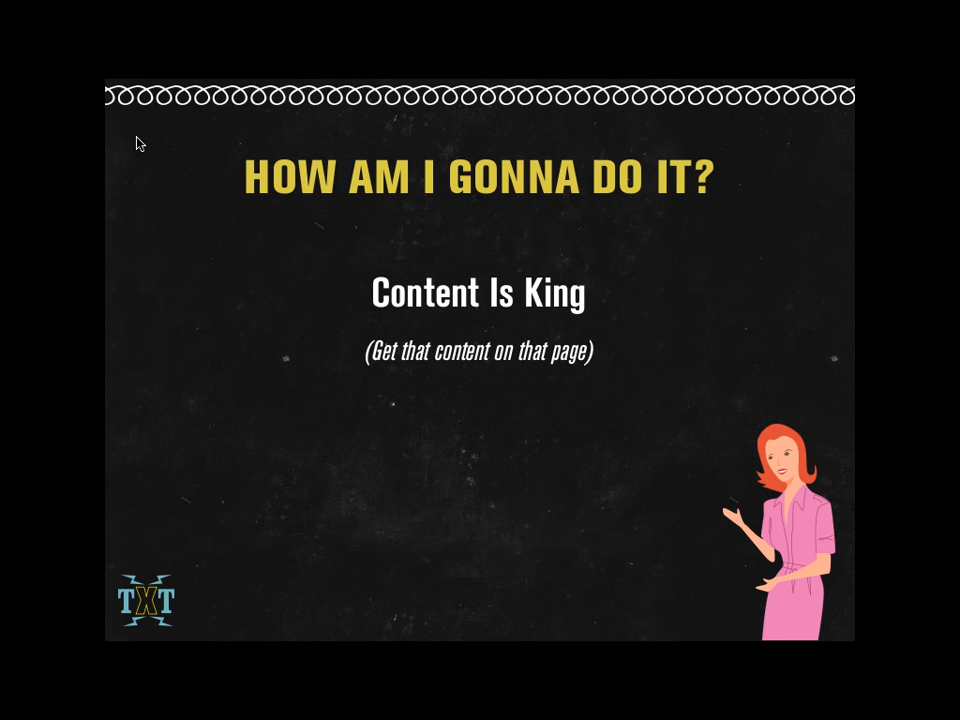 HOW AM I GONNA DO IT?
Content Is King
(Get that content on that page)
TXT